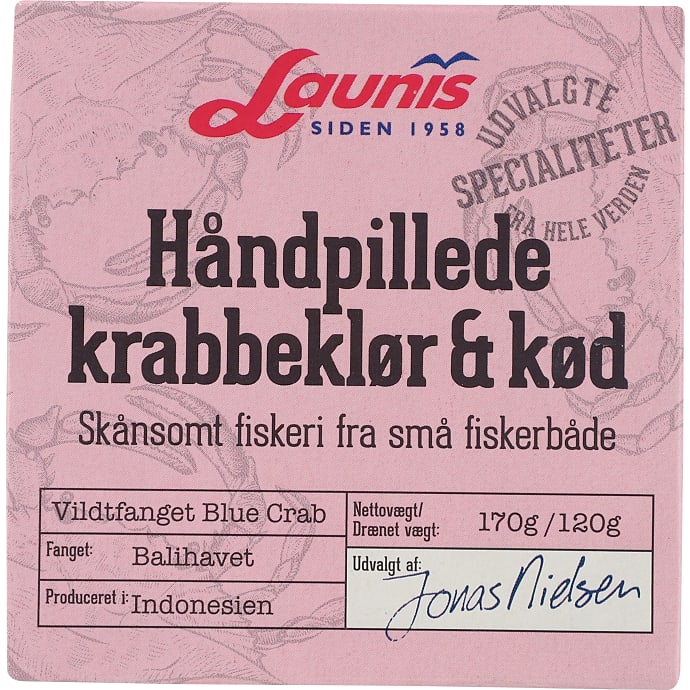 Launis
SIDEN 1958
UDVALGTE
SPECIALITETER
FRA HELE VERDEN
Håndpillede
krabbeklør & kød
Skånsomt fiskeri fra små fiskerbåde
Vildtfanget Blue Crab
Fanget: Balihavet
Produceret i: Indonesien
Nettovægt/
Drænet vægt: 170g/120g
Udvalgt af:
Jonas Nielsen